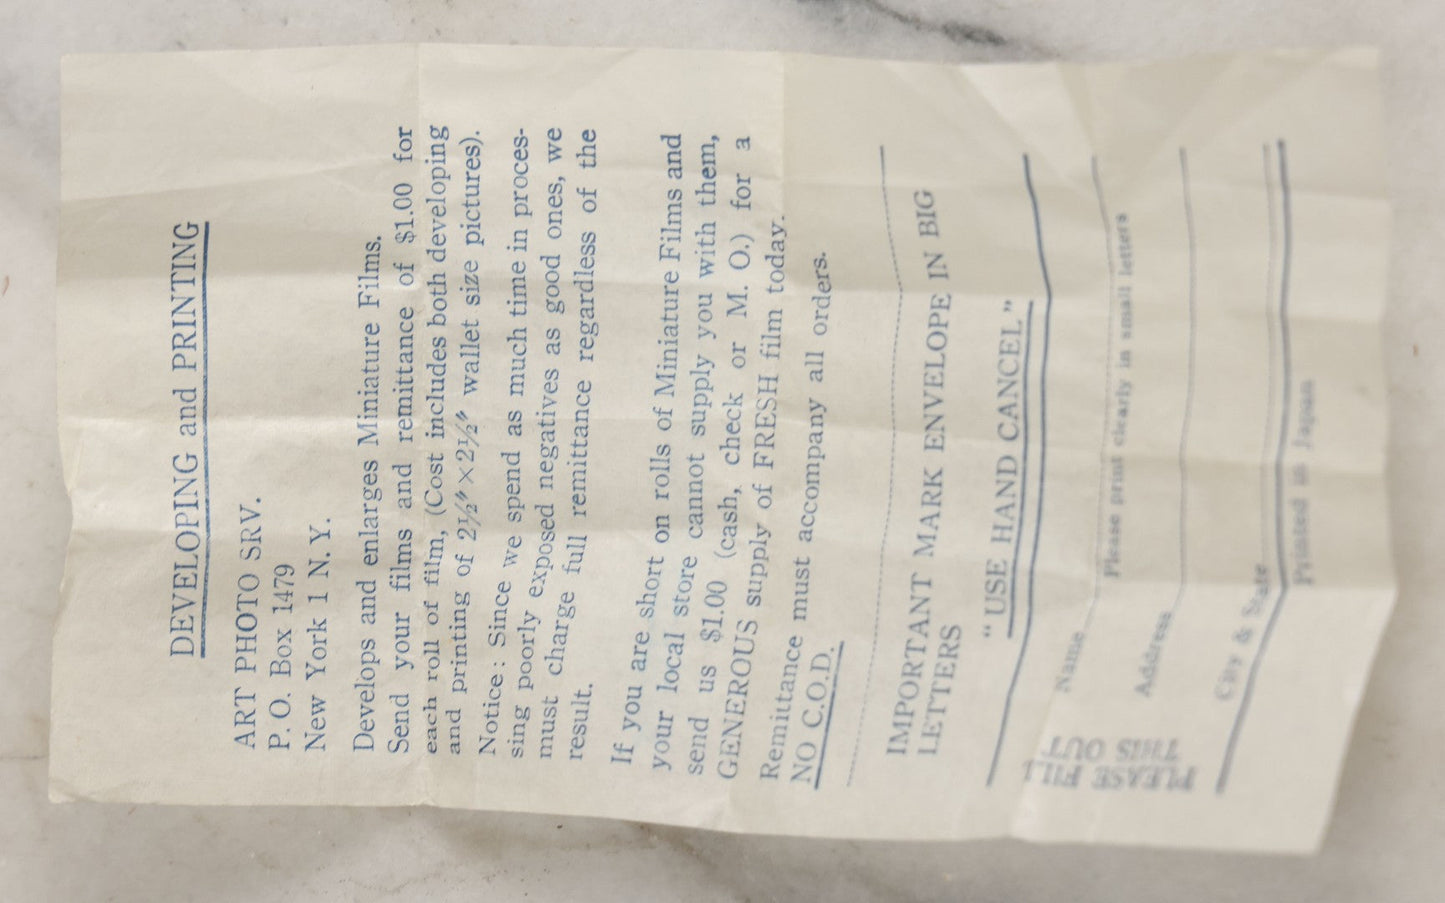 DEVELOPING and PRINTING
ART PHOTO SRV.
P. O. Box 1479
New York 1 N. Y.
Develops and enlarges Miniature Films.
Send your films and remittance of $1.00 for
each roll of film, (Cost includes both developing
and printing of 2½″×2½″ wallet size pictures).
Notice: Since we spend as much time in proces-
sing poorly exposed negatives as good ones, we
must charge full remittance regardless of the
result.
If you are short on rolls of Miniature Films and
your local store cannot supply you with them,
send us $1.00 (cash, check or M. O.) for a
GENEROUS supply of FRESH film today.
Remittance must accompany all orders.
NO C.O.D.
IMPORTANT MARK ENVELOPE IN BIG
LETTERS
"USE HAND CANCEL"
Name
Please print clearly in small letters
Address
City & State
PLEASE FILL
THIS OUT
Printed in Japan